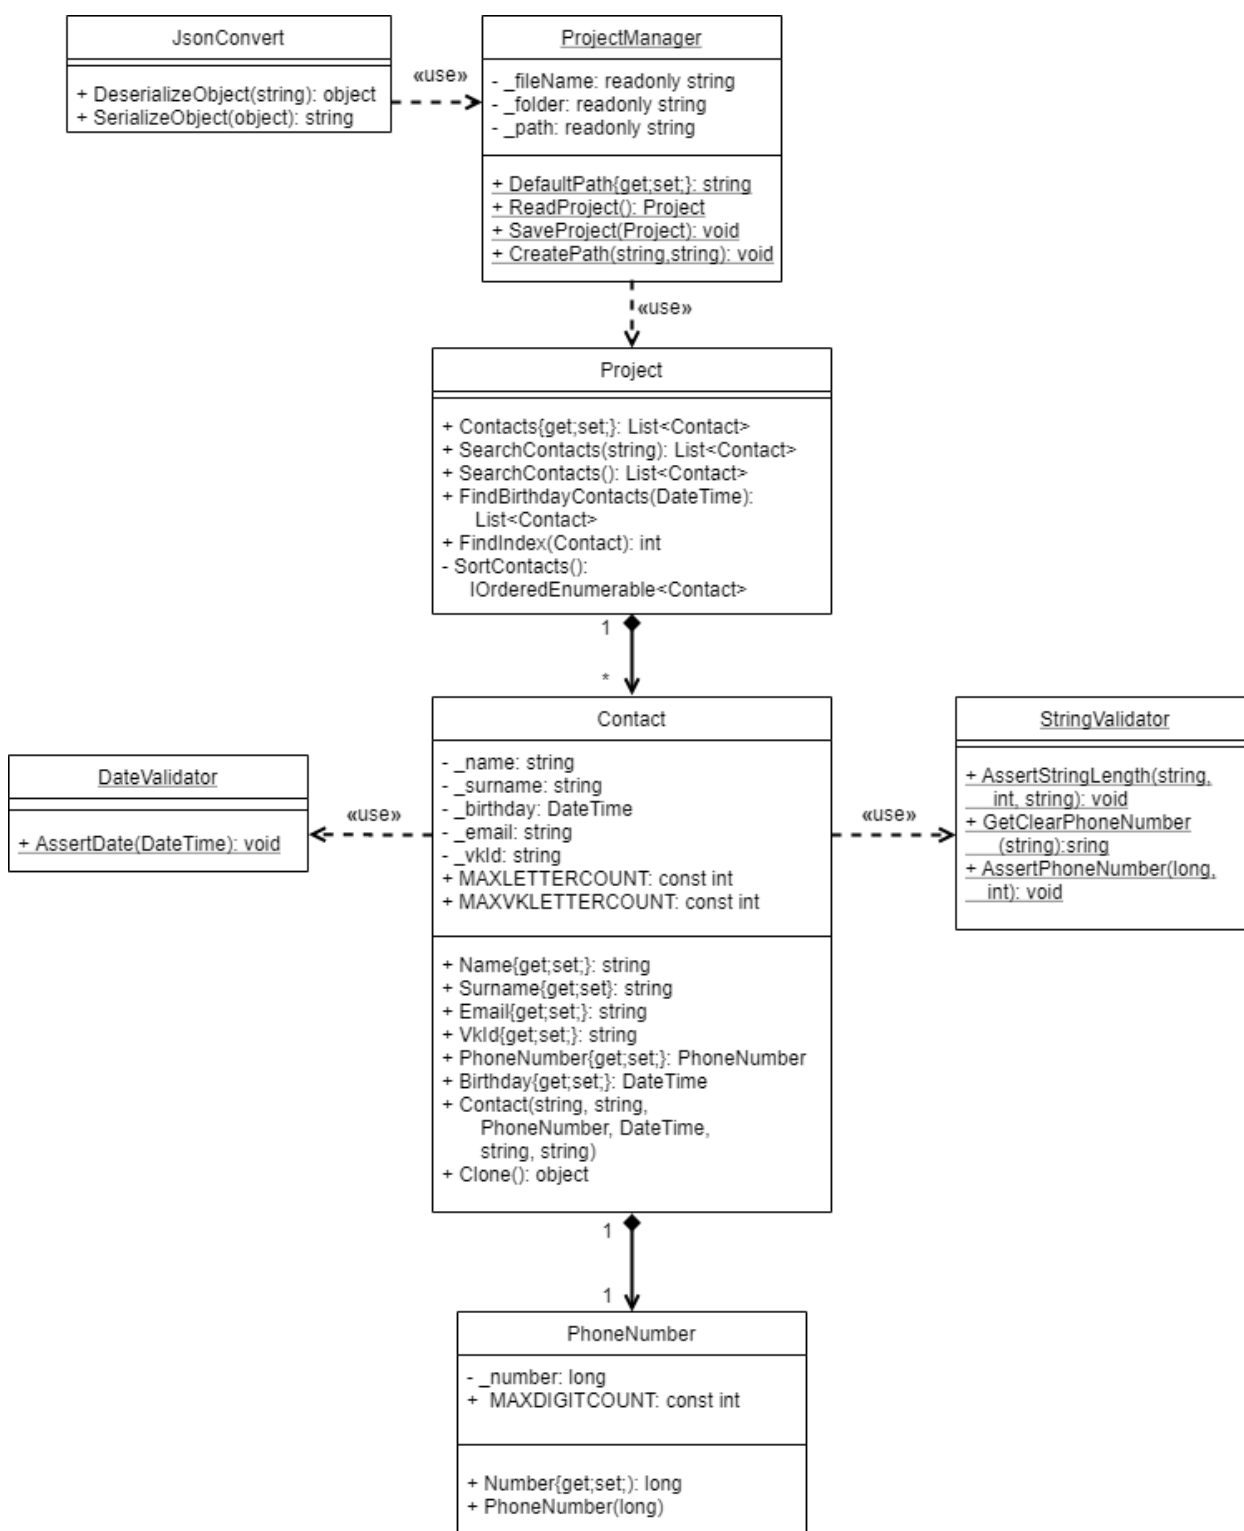 JsonConvert
+ DeserializeObject(string): object
+ SerializeObject(object): string
«use»
ProjectManager
- _fileName: readonly string
- _folder: readonly string
- _path: readonly string
+ DefaultPath{get;set;}: string
+ ReadProject(): Project
+ SaveProject(Project): void
+ CreatePath(string,string): void
«use»
Project
+ Contacts{get;set;}: List<Contact>
+ SearchContacts(string): List<Contact>
+ SearchContacts(): List<Contact>
+ FindBirthdayContacts(DateTime):
List<Contact>
+ FindIndex(Contact): int
- SortContacts():
IOrderedEnumerable<Contact>
1
*
DateValidator
+ AssertDate(DateTime): void
«use»
Contact
- _name: string
- _surname: string
- _birthday: DateTime
- _email: string
- _vkId: string
+ MAXLETTERCOUNT: const int
+ MAXVKLETTERCOUNT: const int
+ Name{get;set;}: string
+ Surname{get;set}: string
+ Email{get;set;}: string
+ VkId{get;set;}: string
+ PhoneNumber{get;set;}: PhoneNumber
+ Birthday{get;set;}: DateTime
+ Contact(string, string,
PhoneNumber, DateTime,
string, string)
+ Clone(): object
«use»
StringValidator
+ AssertStringLength(string,
int, string): void
+ GetClearPhoneNumber
(string):sring
+ AssertPhoneNumber(long,
int): void
1
1
PhoneNumber
- _number: long
+ MAXDIGITCOUNT: const int
+ Number{get;set;): long
+ PhoneNumber(long)